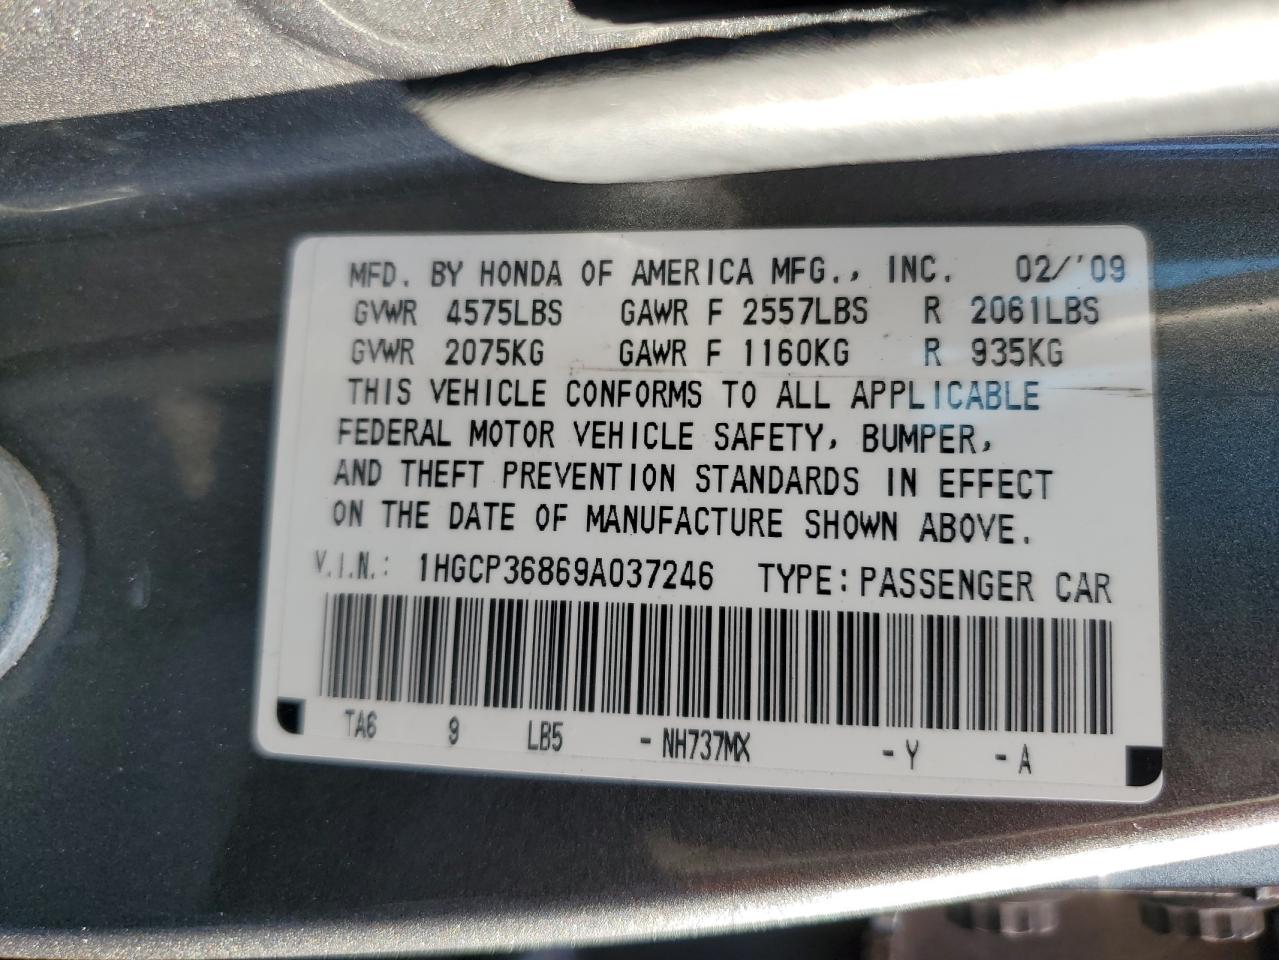 MFD. BY HONDA OF AMERICA MFG., INC. 02/'09
GVWR 4575LBS GAWR F 2557LBS R 2061LBS
GVWR 2075KG GAWR F 1160KG R 935KG
THIS VEHICLE CONFORMS TO ALL APPLICABLE
FEDERAL MOTOR VEHICLE SAFETY, BUMPER,
AND THEFT PREVENTION STANDARDS IN EFFECT
ON THE DATE OF MANUFACTURE SHOWN ABOVE.
V.I.N.: 1HGCP36869A037246 TYPE: PASSENGER CAR
TA6 9 LB5 - NH737MX - Y - A